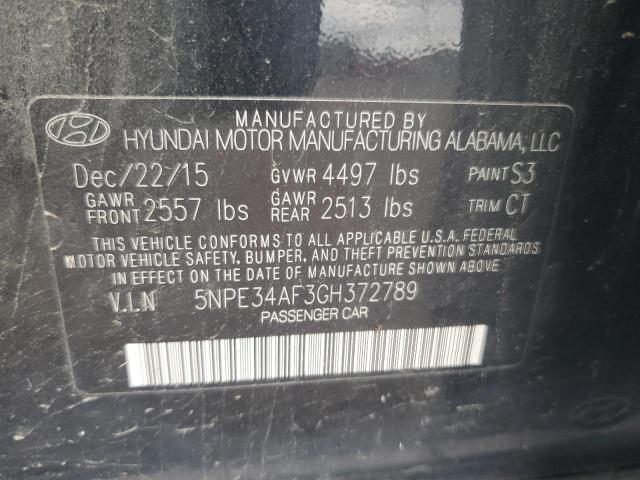 MANUFACTURED BY
HYUNDAI MOTOR MANUFACTURING ALABAMA, LLC
Dec/22/15 GVWR 4497 lbs PAINT S3
GAWR FRONT 2557 lbs GAWR REAR 2513 lbs TRIM CT
THIS VEHICLE CONFORMS TO ALL APPLICABLE U.S.A. FEDERAL
MOTOR VEHICLE SAFETY, BUMPER, AND THEFT PREVENTION STANDARDS
IN EFFECT ON THE DATE OF MANUFACTURE SHOWN ABOVE.
V.I.N 5NPE34AF3GH372789
PASSENGER CAR